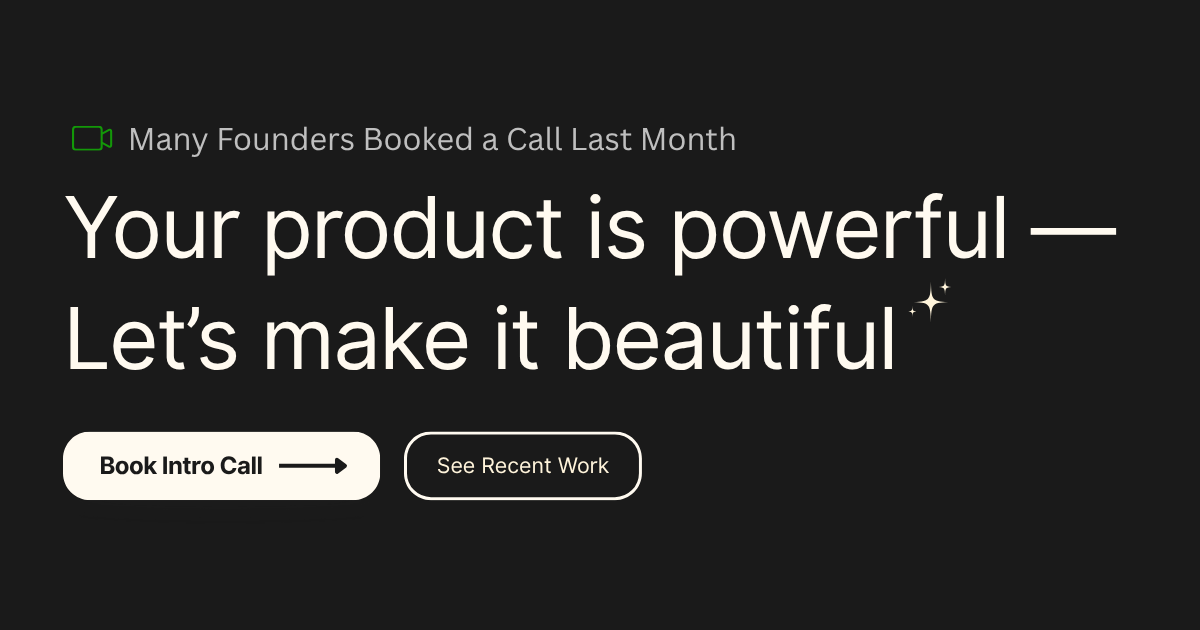 Many Founders Booked a Call Last Month
Your product is powerful —
Let’s make it beautiful
Book Intro Call
See Recent Work